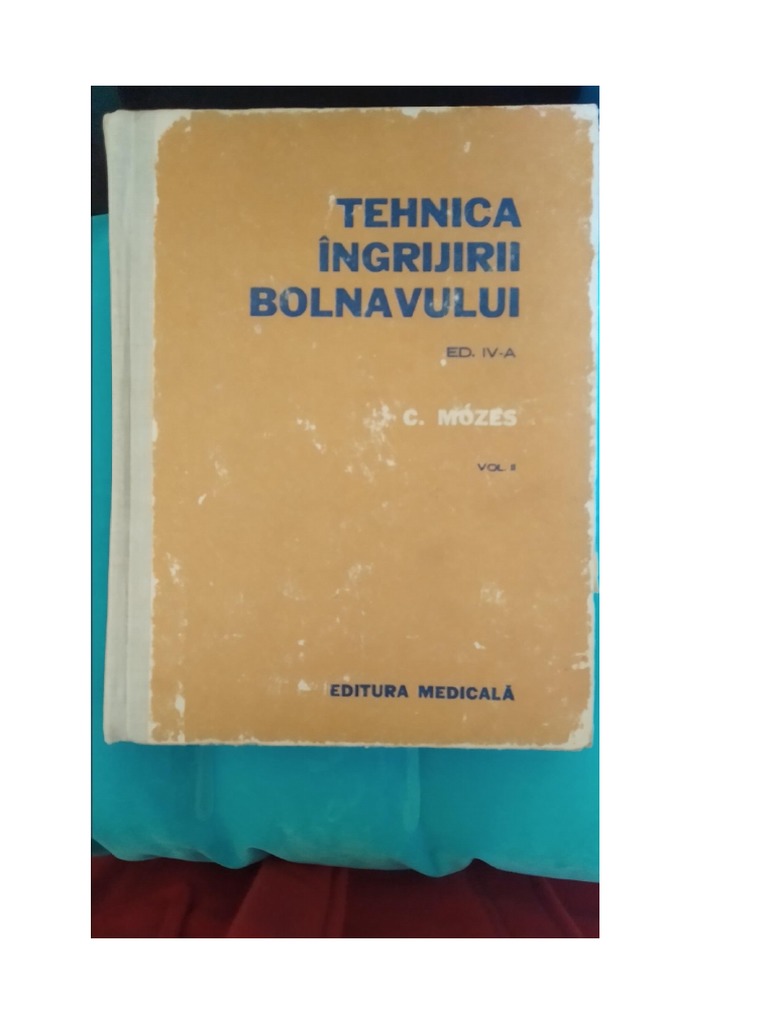 TEHNICA
ÎNGRIJIRII
BOLNAVULUI
ED. IV-A
C. MOZES
VOL. II
EDITURA MEDICALĂ